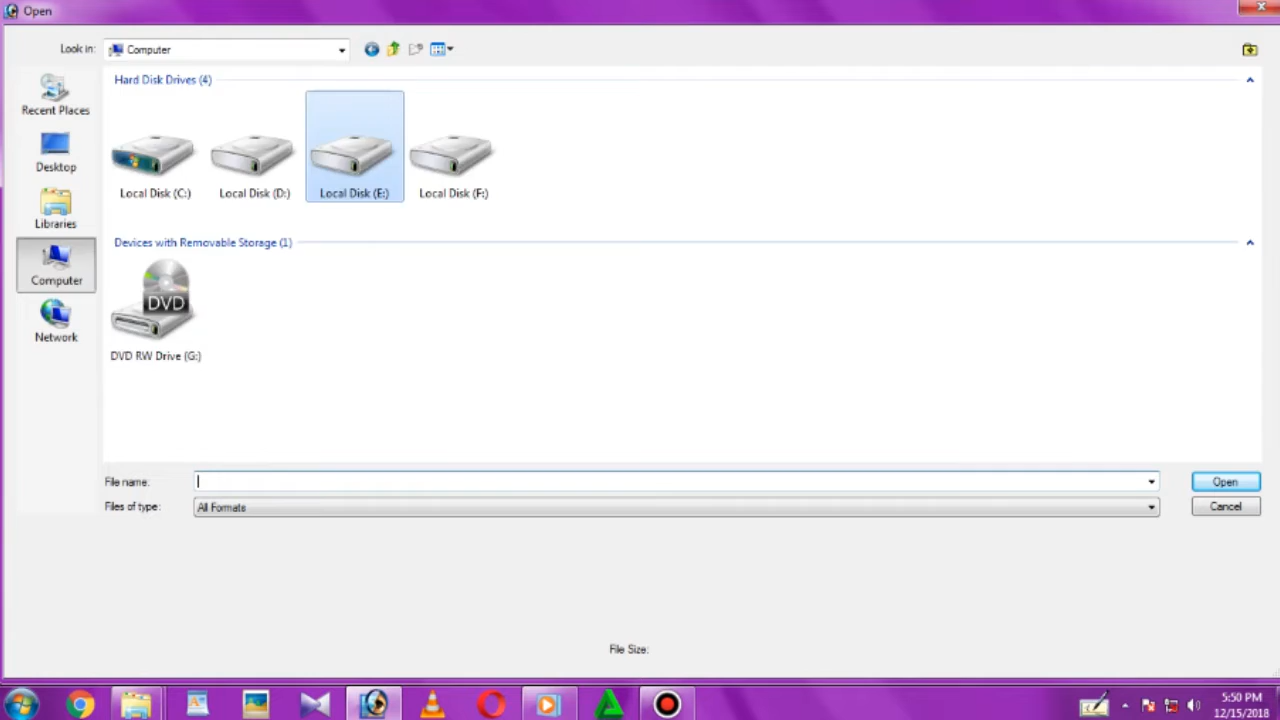 Open
Look in: Computer
Hard Disk Drives (4)
Recent Places
Desktop
Local Disk (C:) Local Disk (D:) Local Disk (E:) Local Disk (F:)
Libraries
Devices with Removable Storage (1)
Computer
DVD
Network
DVD RW Drive (G:)
File name: Open
Files of type: All Formats Cancel
File Size:
5:50 PM
12/15/2018